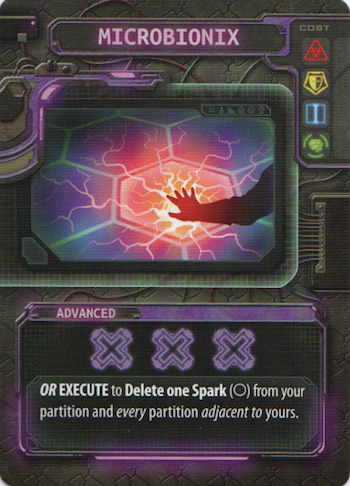 MICROBIONIX
COST
ADVANCED
OR EXECUTE to Delete one Spark (⎔) from your
partition and every partition adjacent to yours.